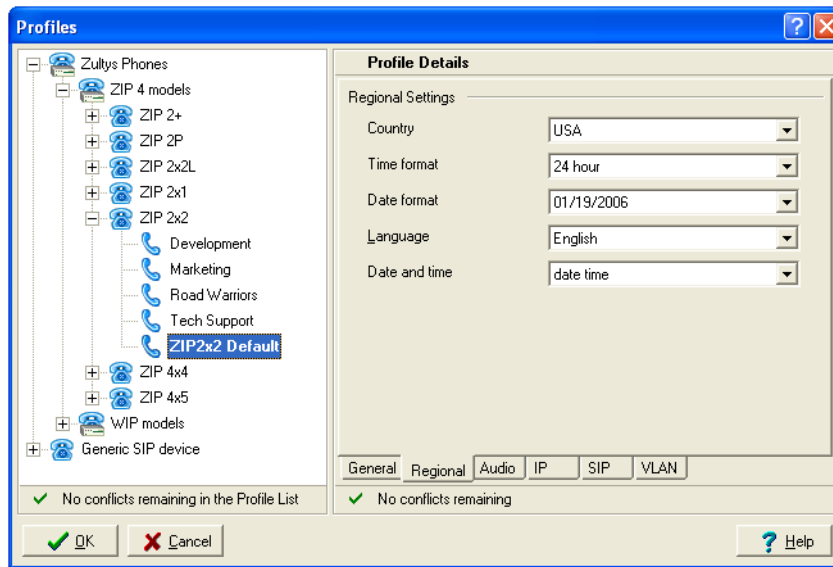 Profiles
Zultys Phones
ZIP 4 models
ZIP 2+
ZIP 2P
ZIP 2x2L
ZIP 2x1
ZIP 2x2
Development
Marketing
Road Warriors
Tech Support
ZIP2x2 Default
ZIP 4x4
ZIP 4x5
WIP models
Generic SIP device
No conflicts remaining in the Profile List
Profile Details
Regional Settings
Country USA
Time format 24 hour
Date format 01/19/2006
Language English
Date and time date time
General Regional Audio IP SIP VLAN
No conflicts remaining
OK Cancel ? Help